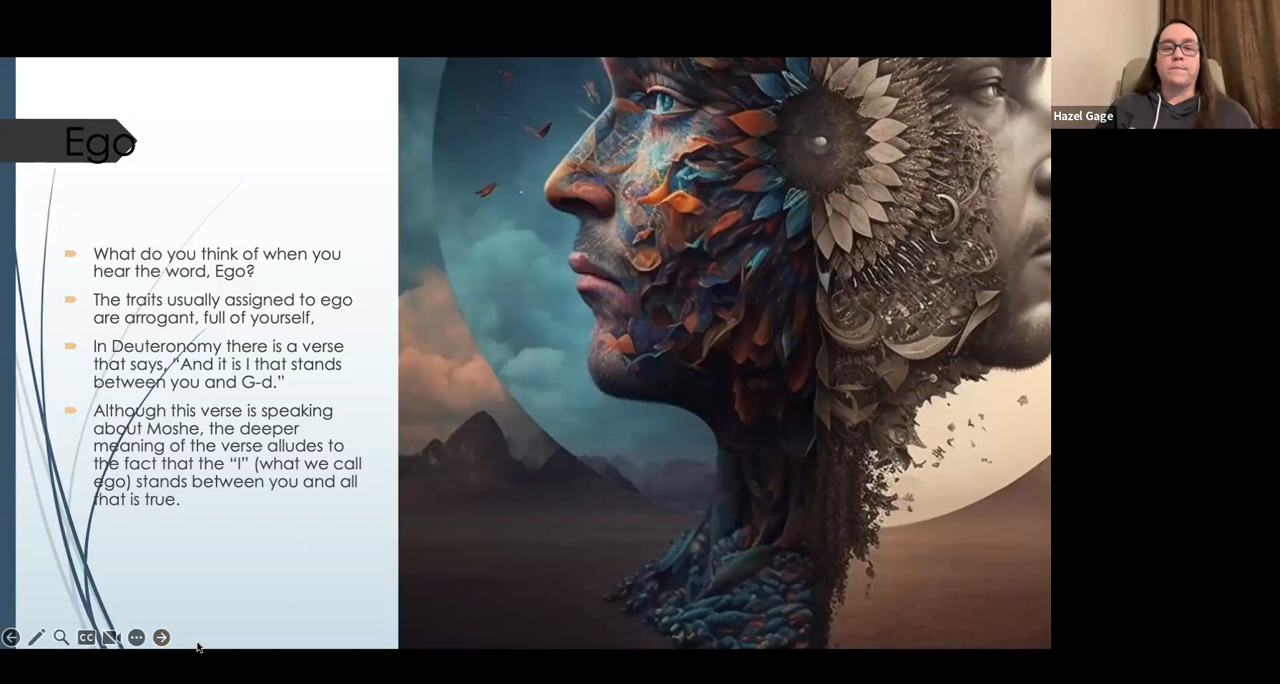 Ego
What do you think of when you
hear the word, Ego?
The traits usually assigned to ego
are arrogant, full of yourself,
In Deuteronomy there is a verse
that says, “And it is I that stands
between you and G-d.”
Although this verse is speaking
about Moshe, the deeper
meaning of the verse alludes to
the fact that the “I” (what we call
ego) stands between you and all
that is true.
CC
Hazel Gage